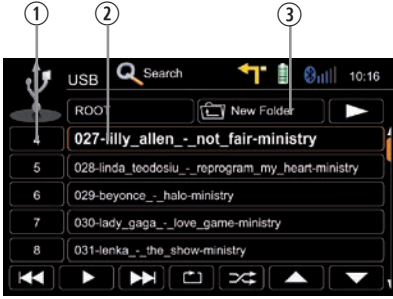 1 2 3
USB Search 10:16
ROOT New Folder
4 027-lilly_allen_-_not_fair-ministry
5 028-linda_teodosiu_-_reprogram_my_heart-ministry
6 029-beyonce_-_halo-ministry
7 030-lady_gaga_-_love_game-ministry
8 031-lenka_-_the_show-ministry